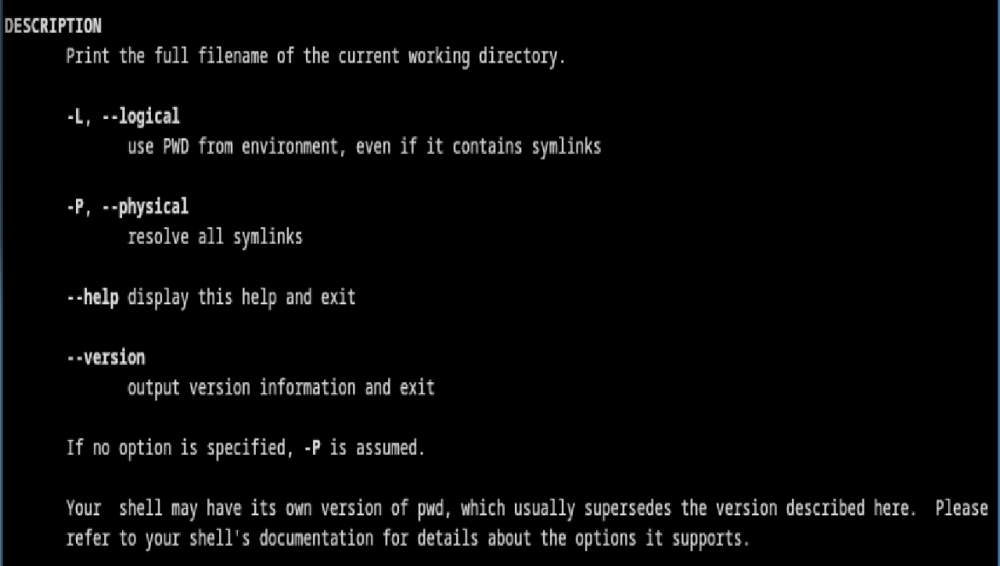 DESCRIPTION
Print the full filename of the current working directory.
-L, --logical
use PWD from environment, even if it contains symlinks
-P, --physical
resolve all symlinks
--help display this help and exit
--version
output version information and exit
If no option is specified, -P is assumed.
Your  shell may have its own version of pwd, which usually supersedes the version described here.  Please
refer to your shell's documentation for details about the options it supports.